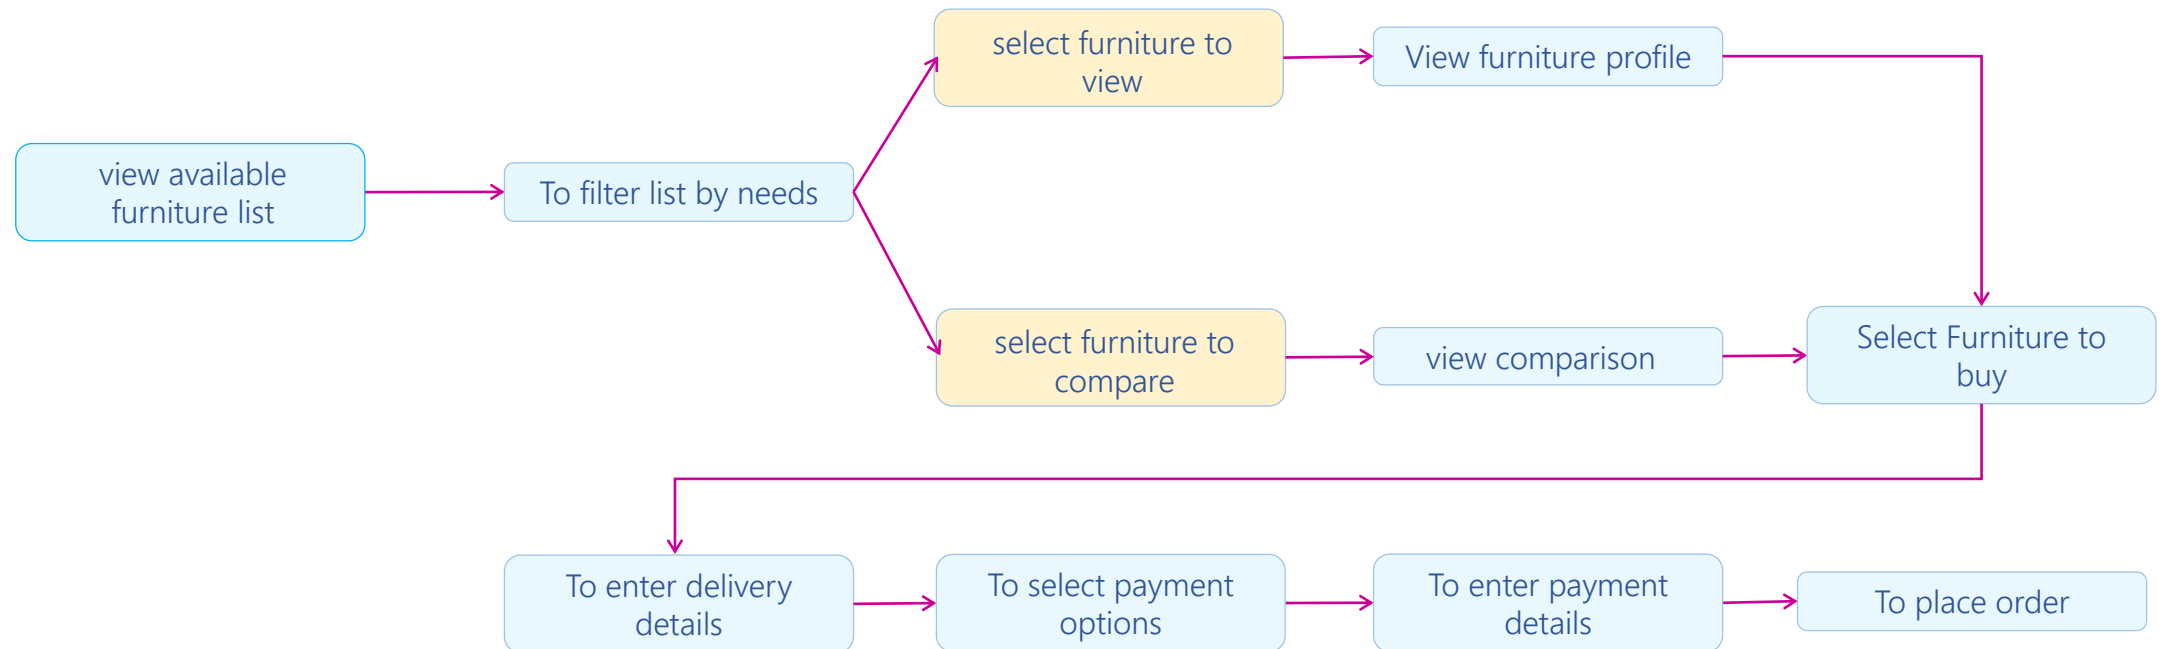 view available
furniture list
To filter list by needs
select furniture to
view
View furniture profile
select furniture to
compare
view comparison
Select Furniture to
buy
To enter delivery
details
To select payment
options
To enter payment
details
To place order